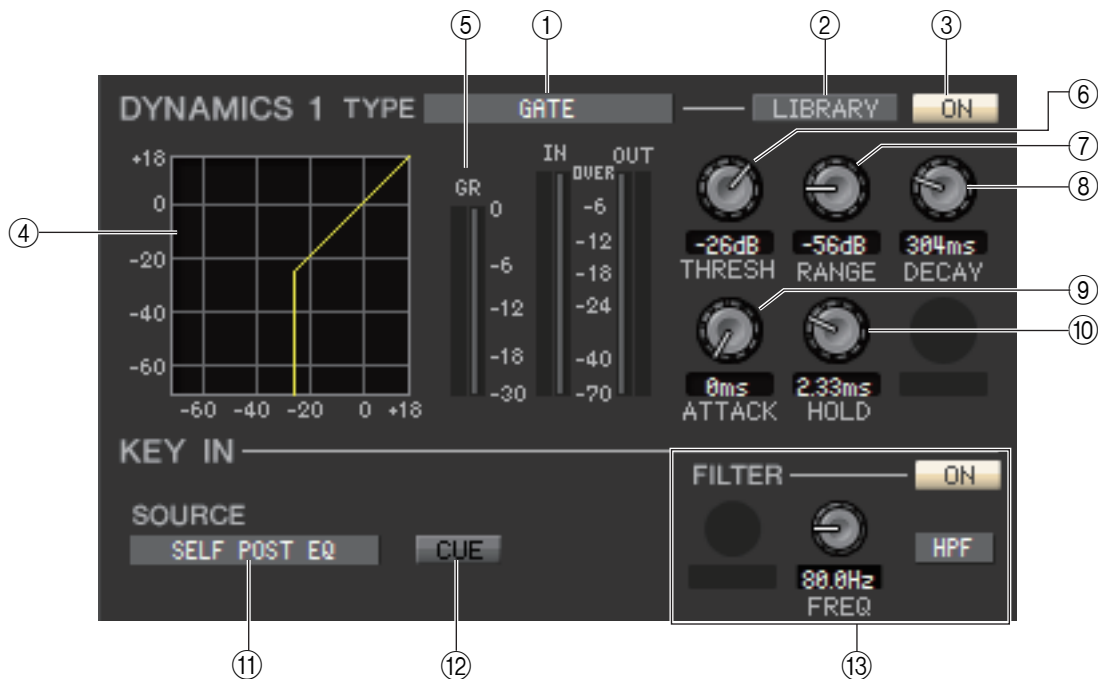 ⑤ ① ② ③
DYNAMICS 1 TYPE GATE LIBRARY ON
⑥
⑦
⑧
④
+18
0
-20
-40
-60
-60 -40 -20 0 +18
GR
0
-6
-12
-18
-30
IN OUT
OVER
-6
-12
-18
-24
-40
-70
-26dB -56dB 304ms
THRESH RANGE DECAY
⑨
⑩
0ms 2.33ms
ATTACK HOLD
KEY IN
FILTER ON
SOURCE
SELF POST EQ CUE
HPF
80.0Hz
FREQ
⑪ ⑫ ⑬